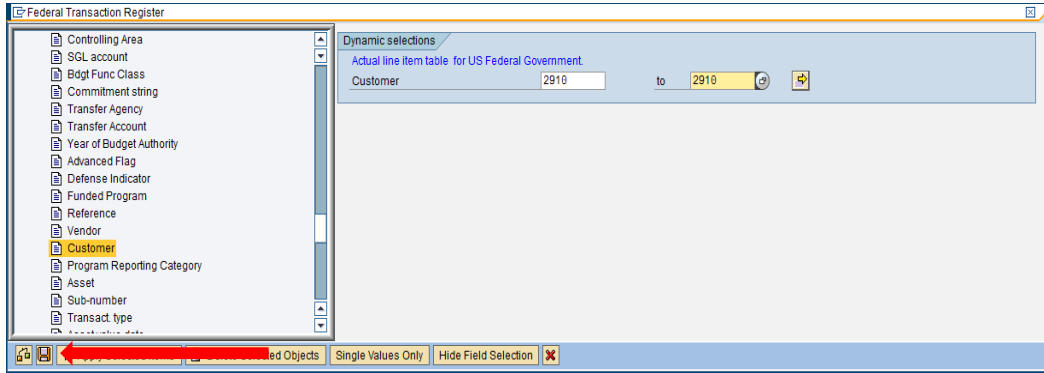 Federal Transaction Register
Controlling Area
SGL account
Bdgt Func Class
Commitment string
Transfer Agency
Transfer Account
Year of Budget Authority
Advanced Flag
Defense Indicator
Funded Program
Reference
Vendor
Customer
Program Reporting Category
Asset
Sub-number
Transact. type
Dynamic selections
Actual line item table for US Federal Government.
Customer 2910 to 2910
Objects Single Values Only Hide Field Selection